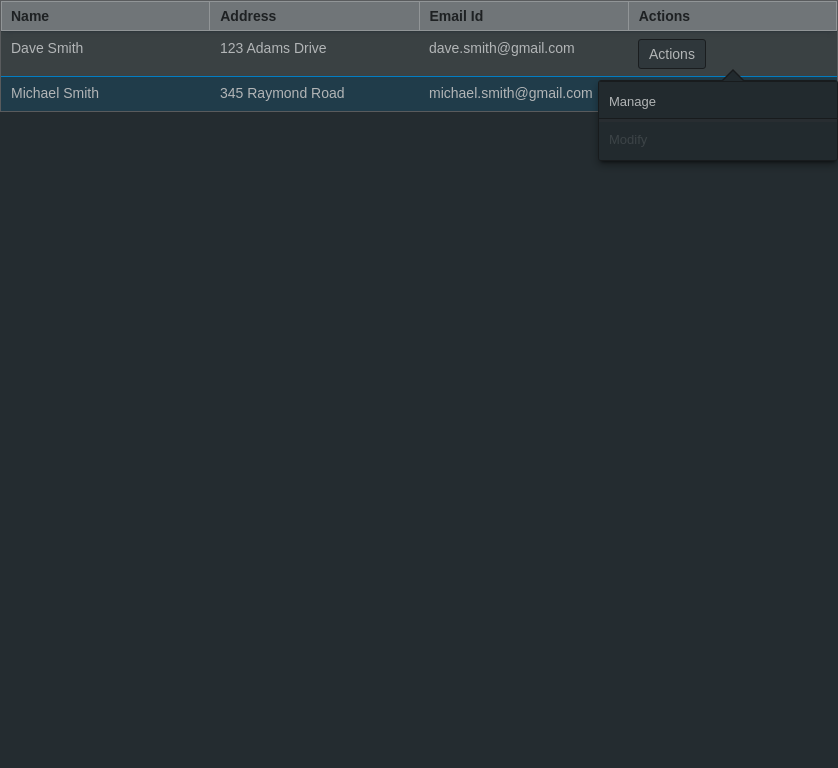 Name Address Email Id Actions
Dave Smith 123 Adams Drive dave.smith@gmail.com Actions
Michael Smith 345 Raymond Road michael.smith@gmail.com
Manage
Modify